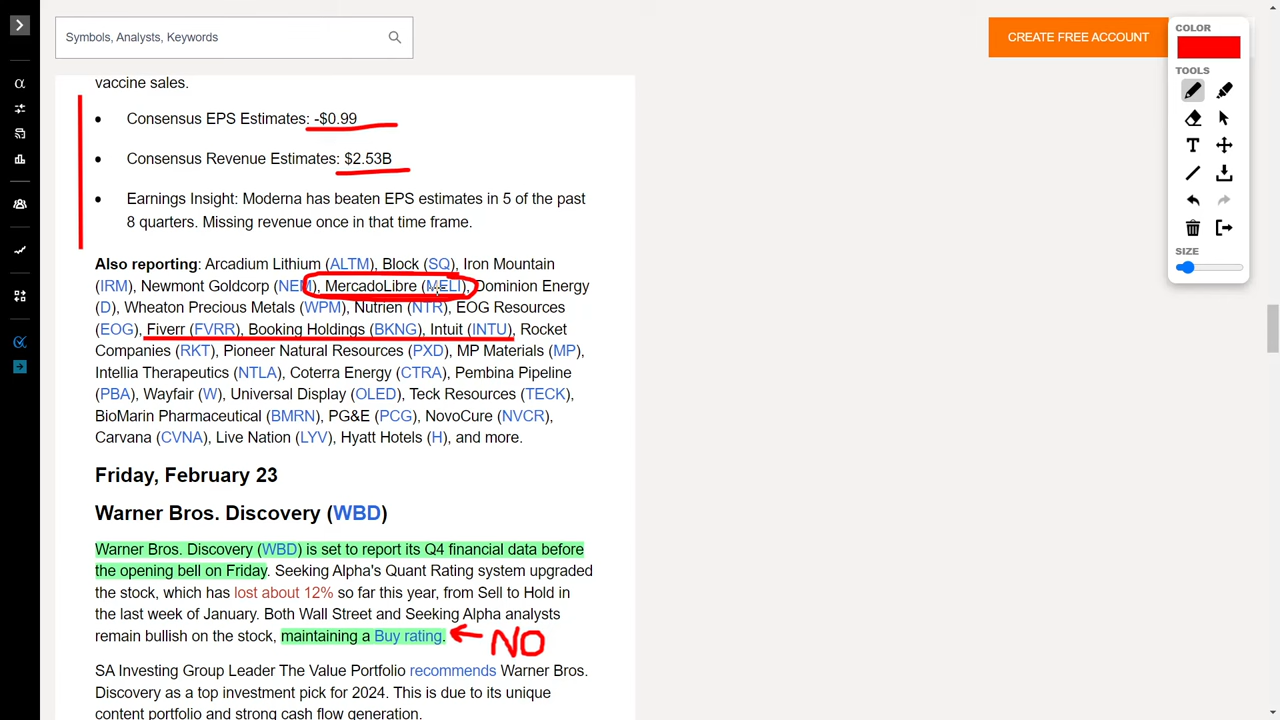 Symbols, Analysts, Keywords
CREATE FREE ACCOUNT
COLOR
TOOLS
SIZE
vaccine sales.
• Consensus EPS Estimates: -$0.99
• Consensus Revenue Estimates: $2.53B
• Earnings Insight: Moderna has beaten EPS estimates in 5 of the past
8 quarters. Missing revenue once in that time frame.
Also reporting: Arcadium Lithium (ALTM), Block (SQ), Iron Mountain
(IRM), Newmont Goldcorp (NEM), MercadoLibre (MELI), Dominion Energy
(D), Wheaton Precious Metals (WPM), Nutrien (NTR), EOG Resources
(EOG), Fiverr (FVRR), Booking Holdings (BKNG), Intuit (INTU), Rocket
Companies (RKT), Pioneer Natural Resources (PXD), MP Materials (MP),
Intellia Therapeutics (NTLA), Coterra Energy (CTRA), Pembina Pipeline
(PBA), Wayfair (W), Universal Display (OLED), Teck Resources (TECK),
BioMarin Pharmaceutical (BMRN), PG&E (PCG), NovoCure (NVCR),
Carvana (CVNA), Live Nation (LYV), Hyatt Hotels (H), and more.
Friday, February 23
Warner Bros. Discovery (WBD)
Warner Bros. Discovery (WBD) is set to report its Q4 financial data before
the opening bell on Friday. Seeking Alpha's Quant Rating system upgraded
the stock, which has lost about 12% so far this year, from Sell to Hold in
the last week of January. Both Wall Street and Seeking Alpha analysts
remain bullish on the stock, maintaining a Buy rating.
NO
SA Investing Group Leader The Value Portfolio recommends Warner Bros.
Discovery as a top investment pick for 2024. This is due to its unique
content portfolio and strong cash flow generation.